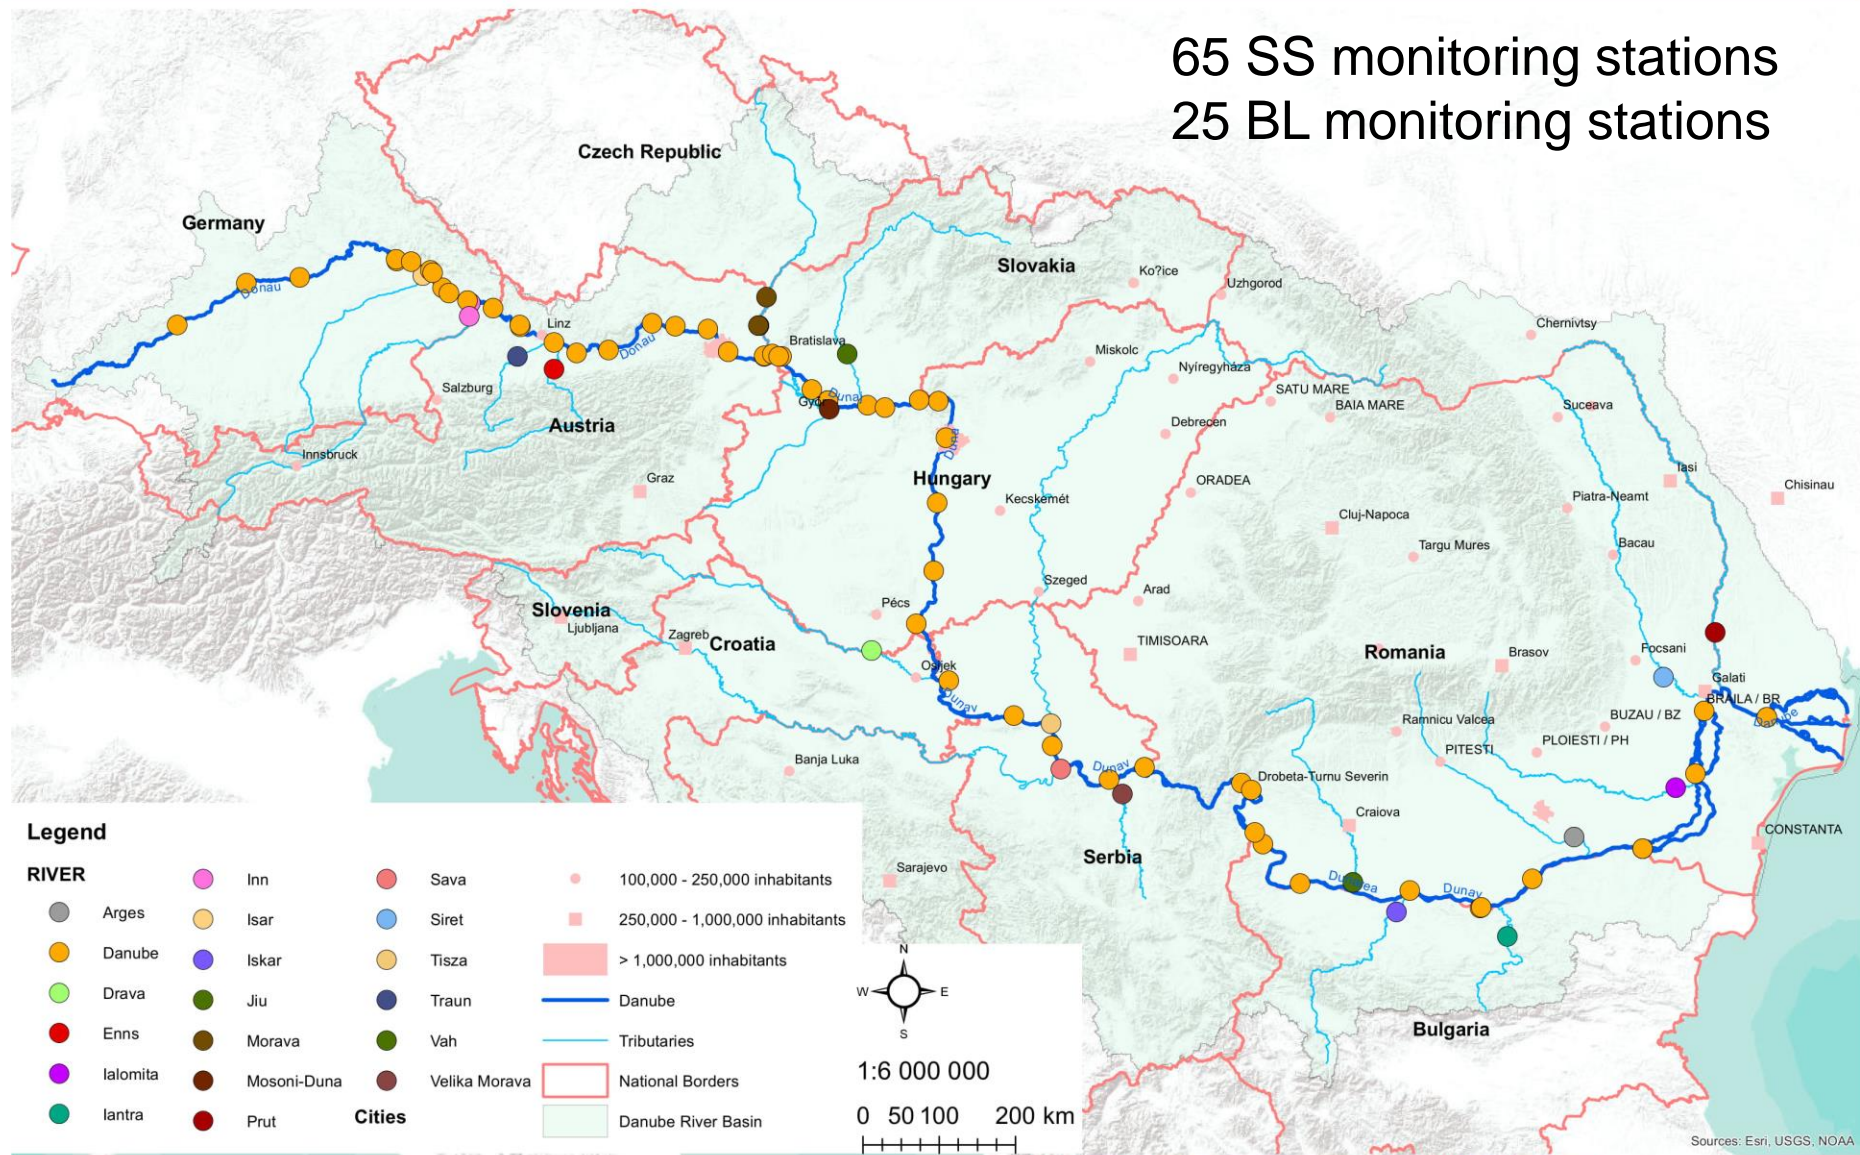 65 SS monitoring stations
25 BL monitoring stations
Czech Republic
Germany
Slovakia
Ko?ice
Uzhgorod
Donau
Chernivtsy
Linz
Donau
Bratislava
Miskolc
Nyíregyháza
Salzburg
SATU MARE
BAIA MARE
Suceava
Győr
Duna
Austria
Debrecen
Duna
Innsbruck
Graz
Hungary
ORADEA
Iasi
Chisinau
Kecskemét
Piatra-Neamt
Cluj-Napoca
Targu Mures
Bacau
Szeged
Arad
Pécs
Slovenia
Ljubljana
Zagreb
Croatia
TIMISOARA
Romania
Brasov
Focsani
Osijek
Galati
Dunav
BRAILA / BR
Danube
Ramnicu Valcea
BUZAU / BZ
PITESTI
PLOIESTI / PH
Banja Luka
Dunav
Drobeta-Turnu Severin
Craiova
CONSTANTA
Serbia
Sarajevo
Dunav
Bulgaria
Legend
RIVER
Arges
Danube
Drava
Enns
Ialomita
Iantra
Inn
Isar
Iskar
Jiu
Morava
Mosoni-Duna
Prut
Sava
Siret
Tisza
Traun
Vah
Velika Morava
Cities
100,000 - 250,000 inhabitants
250,000 - 1,000,000 inhabitants
> 1,000,000 inhabitants
Danube
Tributaries
National Borders
Danube River Basin
N
W E
S
1:6 000 000
0 50 100 200 km
Sources: Esri, USGS, NOAA